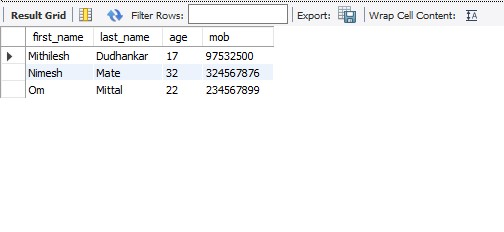 Result Grid Filter Rows: Export: Wrap Cell Content:
first_name last_name age mob
Mithilesh Dudhankar 17 97532500
Nimesh Mate 32 324567876
Om Mittal 22 234567899